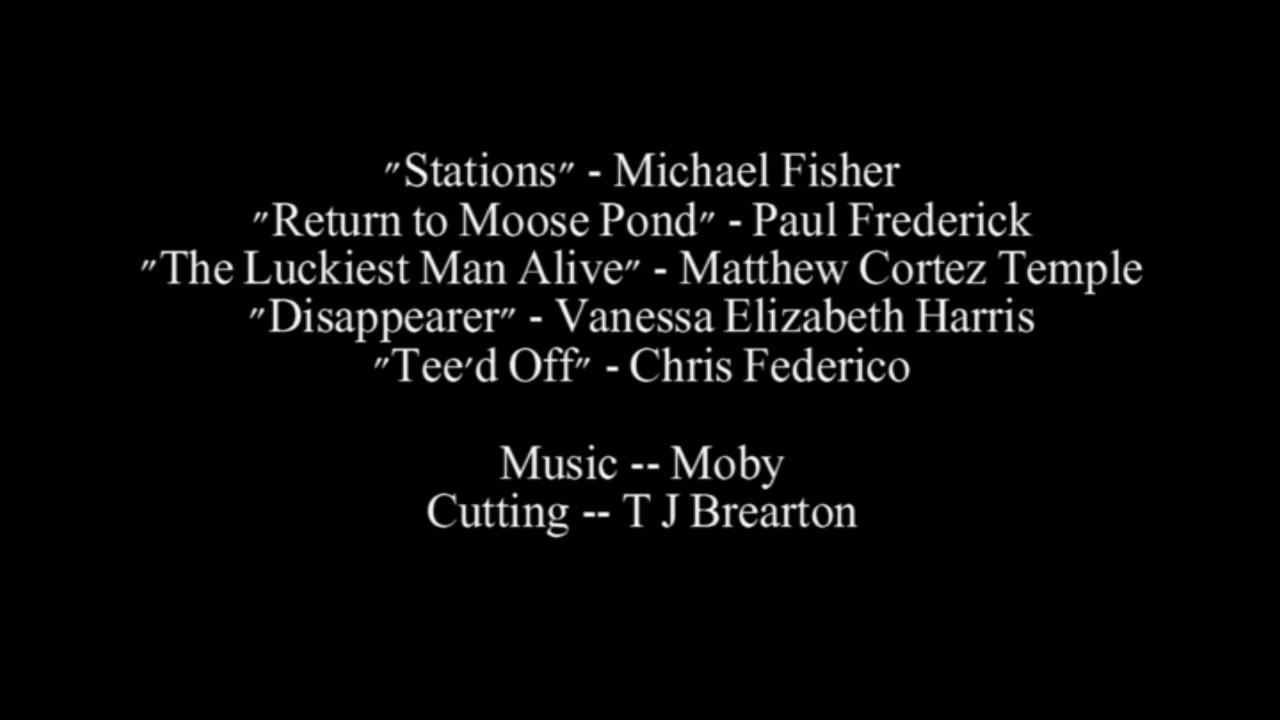 "Stations" - Michael Fisher
"Return to Moose Pond" - Paul Frederick
"The Luckiest Man Alive" - Matthew Cortez Temple
"Disappearer" - Vanessa Elizabeth Harris
"Tee'd Off" - Chris Federico
Music -- Moby
Cutting -- T J Brearton